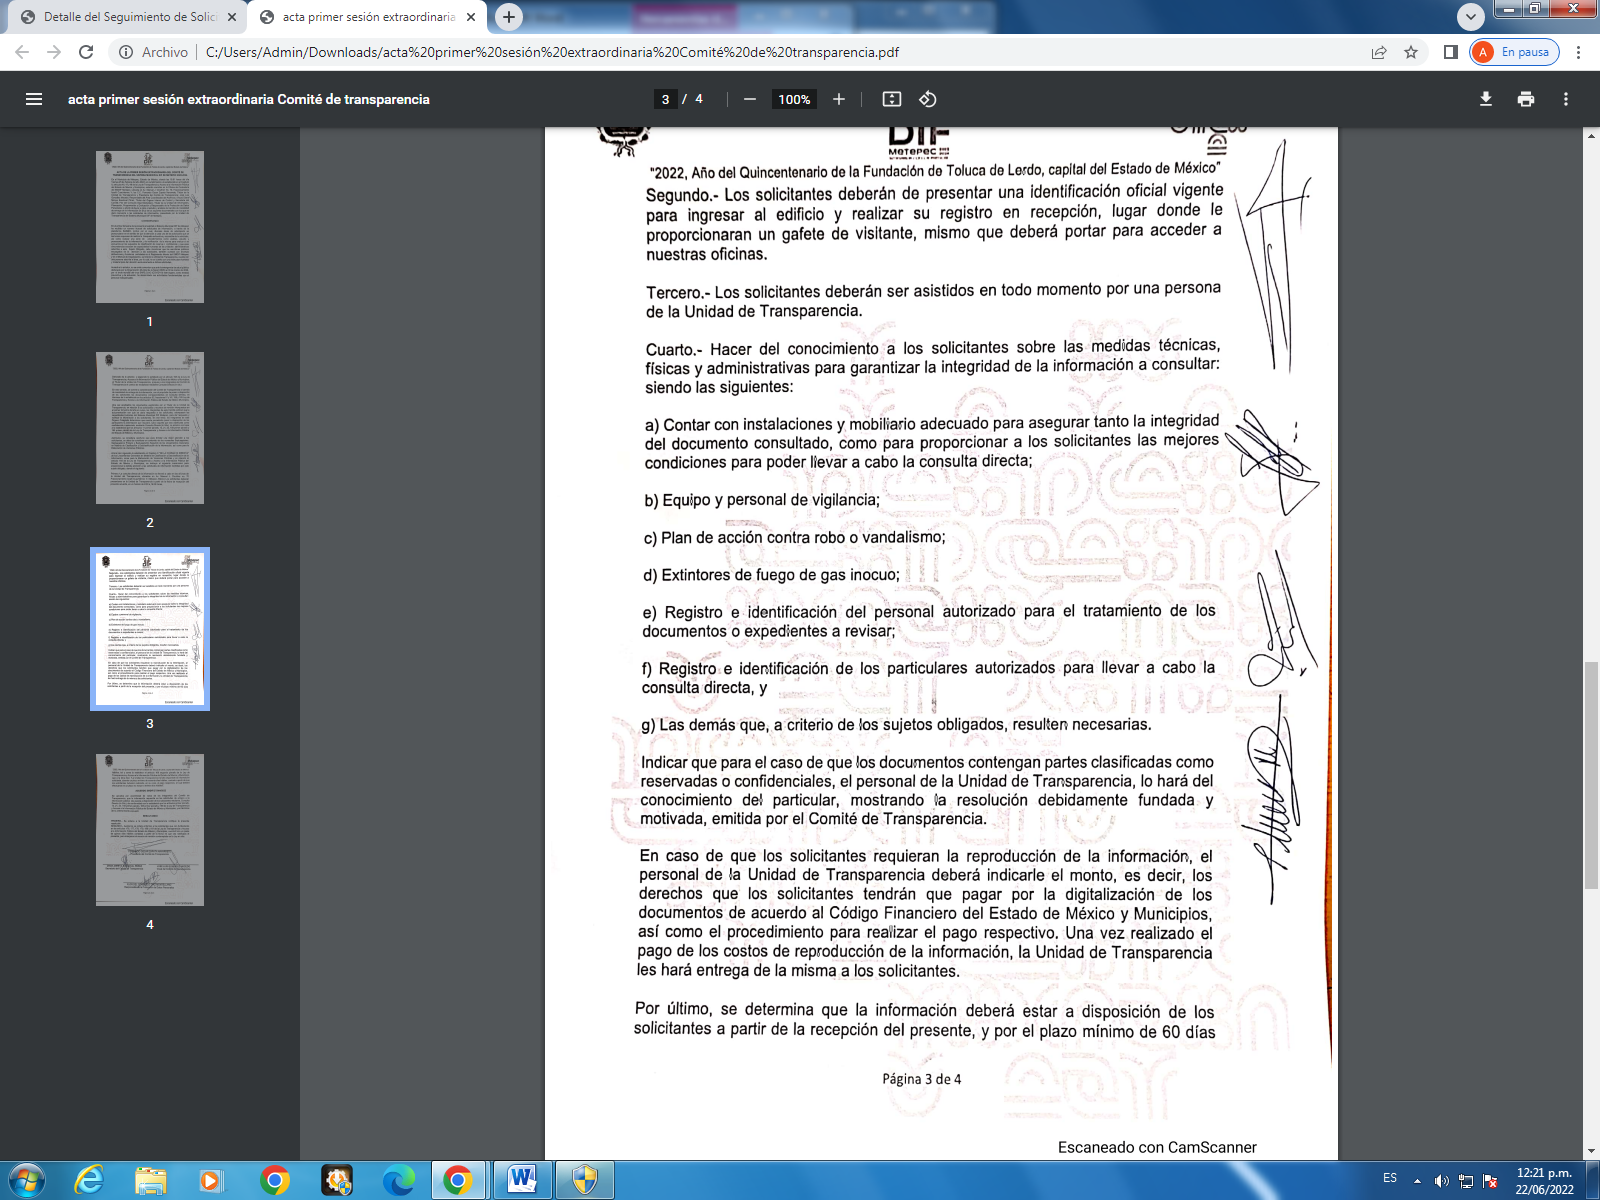 Detalle del Seguimiento de Solici
acta primer sesión extraordinaria
Archivo
C:/Users/Admin/Downloads/acta%20primer%20sesión%20extraordinaria%20Comité%20de%20transparencia.pdf
A En pausa
acta primer sesión extraordinaria Comité de transparencia
3 / 4
100%
1
2
3
4
DIF
METEPEC
"2022, Año del Quincentenario de la Fundación de Toluca de Lerdo, capital del Estado de México"
Segundo.- Los solicitantes deberán de presentar una identificación oficial vigente
para ingresar al edificio y realizar su registro en recepción, lugar donde le
proporcionaran un gafete de visitante, mismo que deberá portar para acceder a
nuestras oficinas.
Tercero.- Los solicitantes deberán ser asistidos en todo momento por una persona
de la Unidad de Transparencia.
Cuarto.- Hacer del conocimiento a los solicitantes sobre las medidas técnicas,
físicas y administrativas para garantizar la integridad de la información a consultar:
siendo las siguientes:
a) Contar con instalaciones y mobiliario adecuado para asegurar tanto la integridad
del documento consultado, como para proporcionar a los solicitantes las mejores
condiciones para poder llevar a cabo la consulta directa;
b) Equipo y personal de vigilancia;
c) Plan de acción contra robo o vandalismo;
d) Extintores de fuego de gas inocuo;
e) Registro e identificación del personal autorizado para el tratamiento de los
documentos o expedientes a revisar;
f) Registro e identificación de los particulares autorizados para llevar a cabo la
consulta directa, y
g) Las demás que, a criterio de los sujetos obligados, resulten necesarias.
Indicar que para el caso de que los documentos contengan partes clasificadas como
reservadas o confidenciales, el personal de la Unidad de Transparencia, lo hará del
conocimiento del particular, mostrando la resolución debidamente fundada y
motivada, emitida por el Comité de Transparencia.
En caso de que los solicitantes requieran la reproducción de la información, el
personal de la Unidad de Transparencia deberá indicarle el monto, es decir, los
derechos que los solicitantes tendrán que pagar por la digitalización de los
documentos de acuerdo al Código Financiero del Estado de México y Municipios,
así como el procedimiento para realizar el pago respectivo. Una vez realizado el
pago de los costos de reproducción de la información, la Unidad de Transparencia
les hará entrega de la misma a los solicitantes.
Por último, se determina que la información deberá estar a disposición de los
solicitantes a partir de la recepción del presente, y por el plazo mínimo de 60 días
Página 3 de 4
Escaneado con CamScanner
ES
12:21 p.m.
22/06/2022